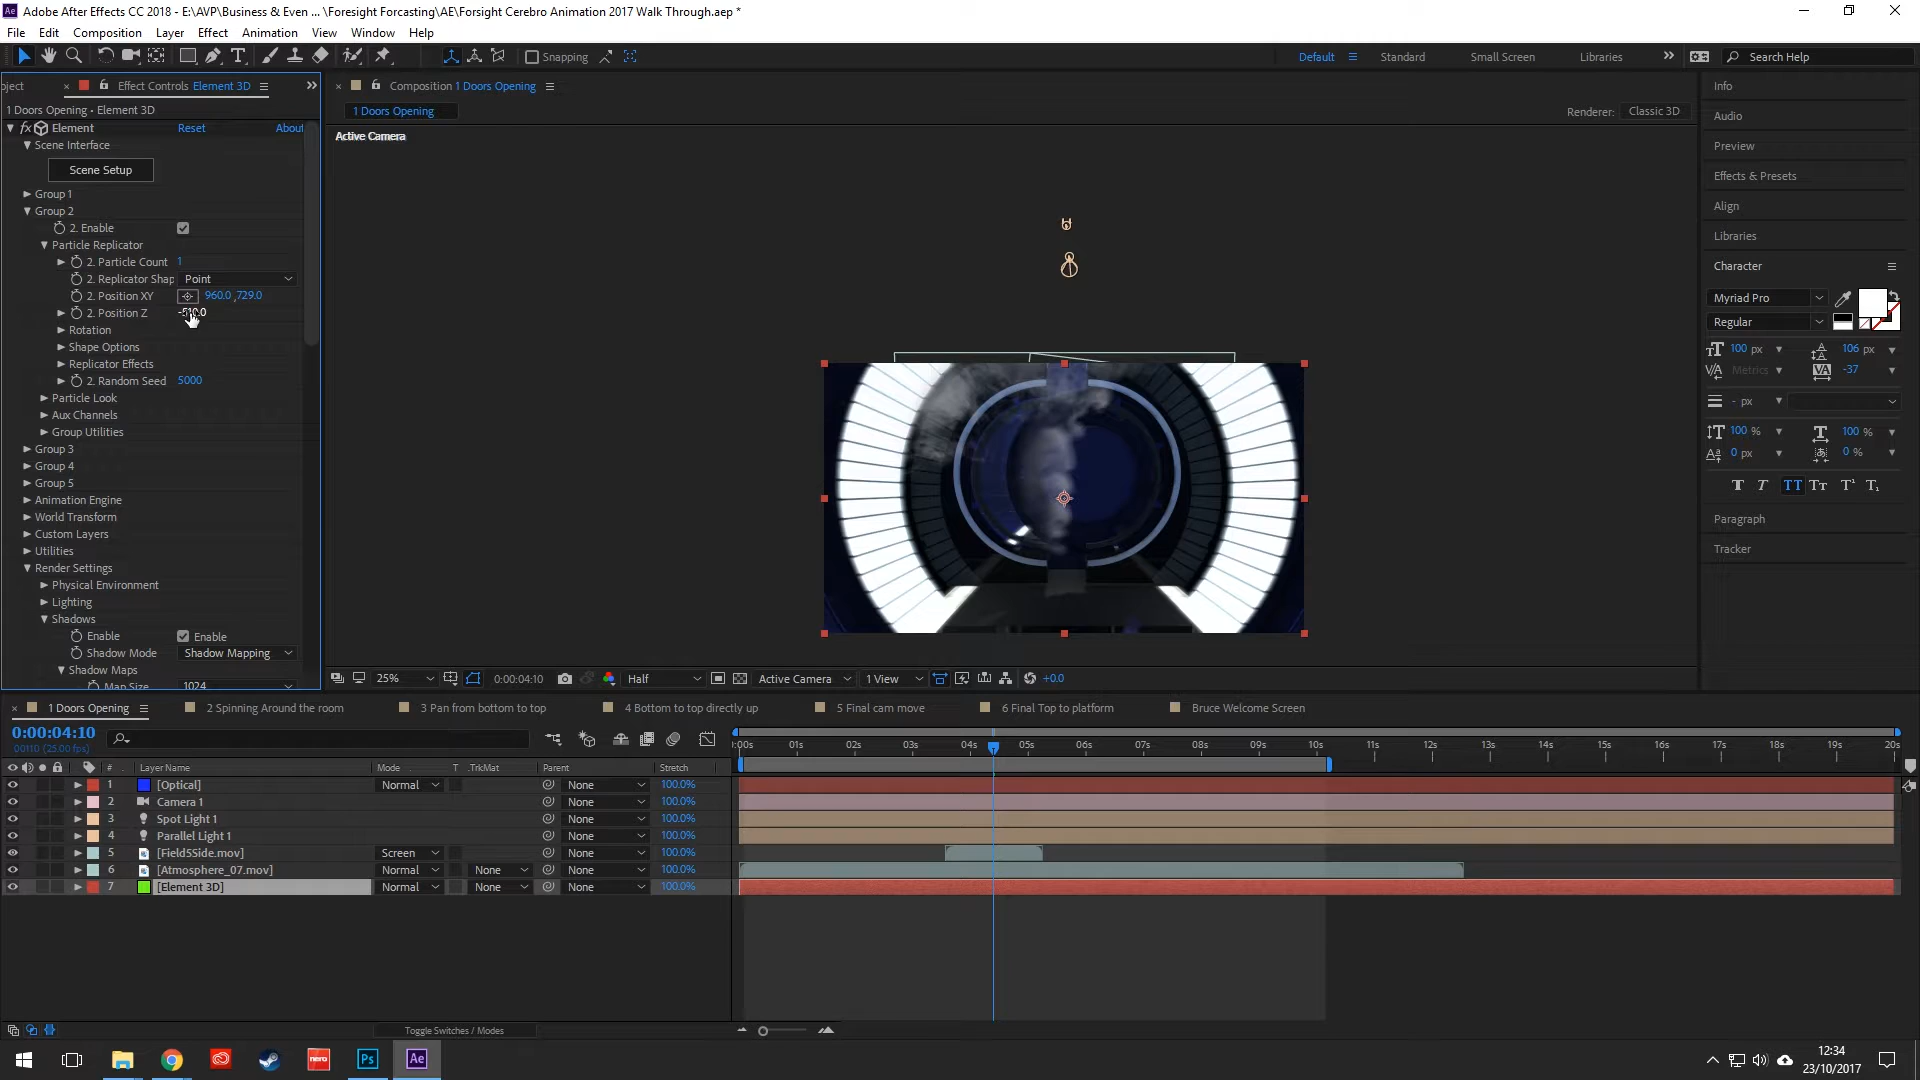 Adobe After Effects CC 2018 - E:\AVP\Business & Even ... \Foresight Forcasting\AE\Forsight Cerebro Animation 2017 Walk Through.aep *
File Edit Composition Layer Effect Animation View Window Help
Snapping Default Standard Small Screen Libraries Search Help
oject Effect Controls Element 3D Composition 1 Doors Opening Info
1 Doors Opening • Element 3D 1 Doors Opening Renderer: Classic 3D
fx Element Reset About Audio
Active Camera
Scene Interface Preview
Scene Setup Effects & Presets
Group 1
Group 2 Align
2. Enable Libraries
Particle Replicator
2. Particle Count 1 Character
2. Replicator Shap Point
2. Position XY 960.0 ,729.0 Myriad Pro
2. Position Z
Rotation Regular
Shape Options 100 px 106 px
Replicator Effects Metrics -37
2. Random Seed 5000
Particle Look - px
Aux Channels
Group Utilities 100 % 100 %
Group 3 0 px 0 %
Group 4
Group 5 T T TT Tт T¹ T₁
Animation Engine
World Transform Paragraph
Custom Layers
Utilities Tracker
Render Settings
Physical Environment
Lighting
Shadows
Enable Enable
Shadow Mode Shadow Mapping
Shadow Maps
Map Size 1024
25% 0:00:04:10 Half Active Camera 1 View +0.0
1 Doors Opening 2 Spinning Around the room 3 Pan from bottom to top 4 Bottom to top directly up 5 Final cam move 6 Final Top to platform Bruce Welcome Screen
0:00:04:10
00110 (25.00 fps)
):00s 01s 02s 03s 04s 05s 06s 07s 08s 09s 10s 11s 12s 13s 14s 15s 16s 17s 18s 19s 20s
# Layer Name Mode T .TrkMat Parent Stretch
1 [Optical] Normal None 100.0%
2 Camera 1 None 100.0%
3 Spot Light 1 None 100.0%
4 Parallel Light 1 None 100.0%
5 [Field5Side.mov] Screen None 100.0%
6 [Atmosphere_07.mov] Normal None None 100.0%
7 [Element 3D] Normal None None 100.0%
Toggle Switches / Modes
nero Ps Ae
12:34
23/10/2017